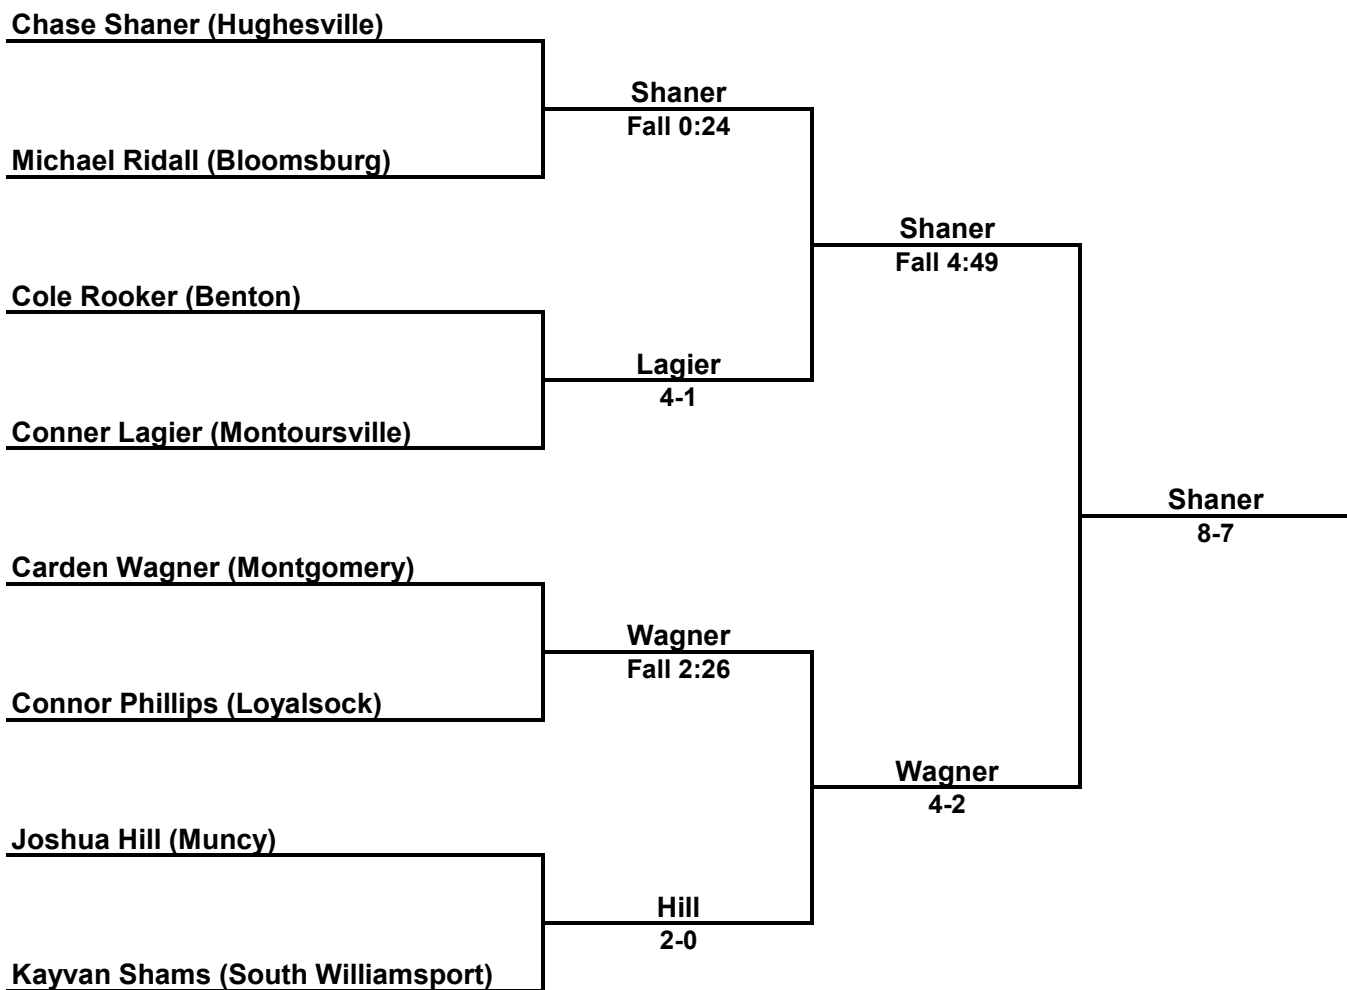 Chase Shaner (Hughesville)
Shaner
Fall 0:24
Michael Ridall (Bloomsburg)
Shaner
Fall 4:49
Cole Rooker (Benton)
Lagier
4-1
Conner Lagier (Montoursville)
Shaner
8-7
Carden Wagner (Montgomery)
Wagner
Fall 2:26
Connor Phillips (Loyalsock)
Wagner
4-2
Joshua Hill (Muncy)
Hill
2-0
Kayvan Shams (South Williamsport)